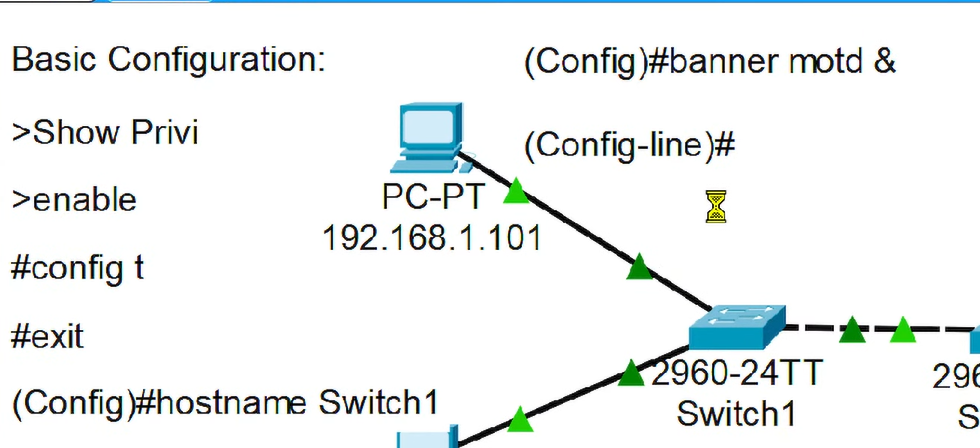 Basic Configuration:
>Show Privi
>enable
#config t
#exit
(Config)#hostname Switch1
(Config)#banner motd &
(Config-line)#
PC-PT
192.168.1.101
2960-24TT
Switch1
296
S